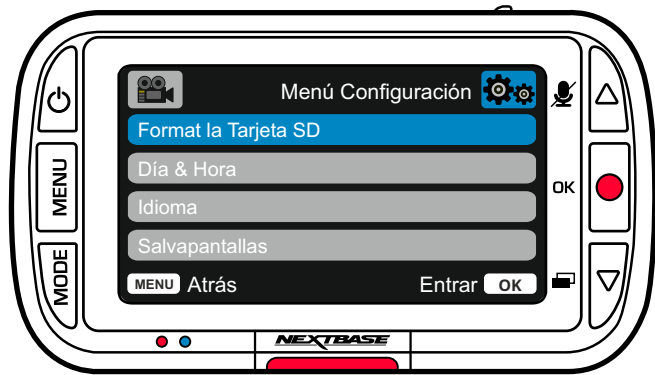 Menú Configuración
Format la Tarjeta SD
Día & Hora
Idioma
Salvapantallas
MENU Atrás Entrar OK
MENU
MODE
OK
NEXTBASE